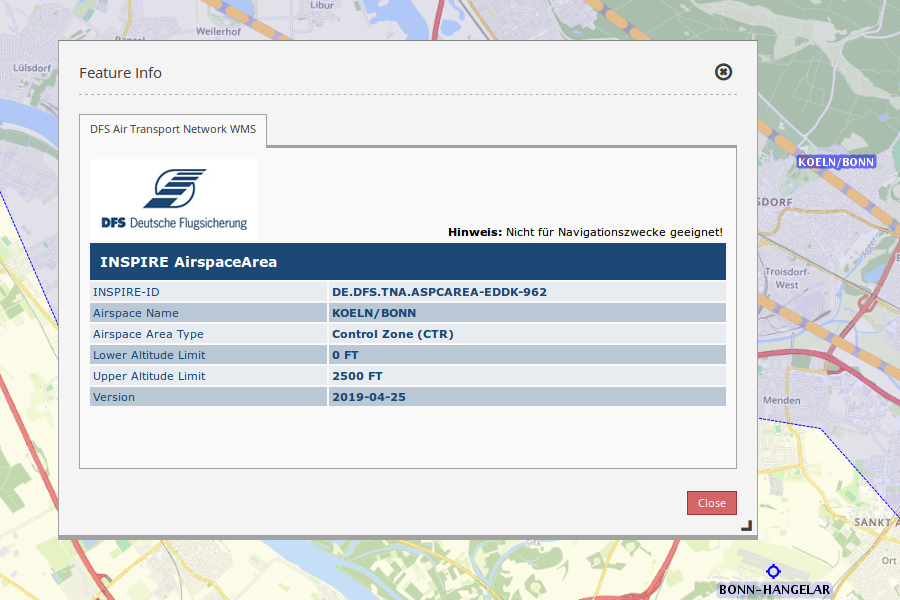 Libur
Weilerhof
Lülsdorf
Feature Info
DFS Air Transport Network WMS
DFS Deutsche Flugsicherung
Hinweis: Nicht für Navigationszwecke geeignet!
INSPIRE AirspaceArea
INSPIRE-ID DE.DFS.TNA.ASPCAREA-EDDK-962
Airspace Name KOELN/BONN
Airspace Area Type Control Zone (CTR)
Lower Altitude Limit 0 FT
Upper Altitude Limit 2500 FT
Version 2019-04-25
Close
KOELN/BONN
SDORF
Agger
Troisdorf-
West
Menden
SANKT A
Ort
BONN-HANGELAR